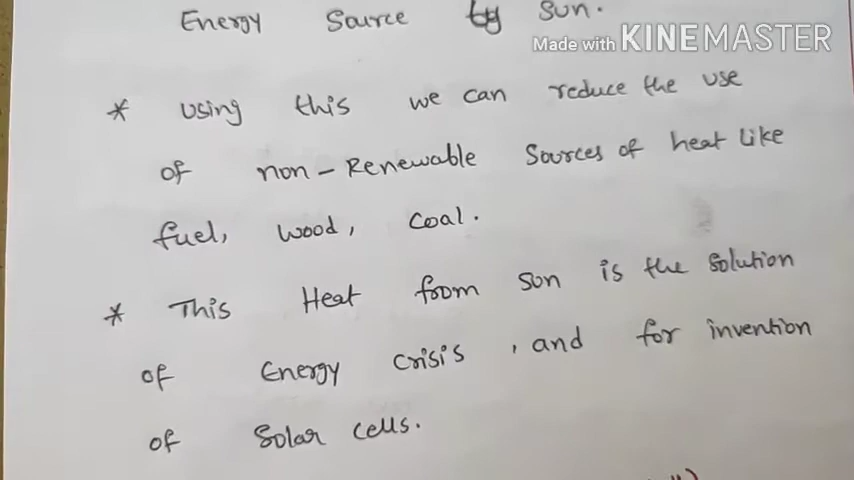 Energy Source by Sun.
Made with KINEMASTER
* Using this we can reduce the use
of non-Renewable Sources of heat like
fuel, wood, coal.
* This Heat from Sun is the Solution
of Energy crisis, and for invention
of Solar cells.